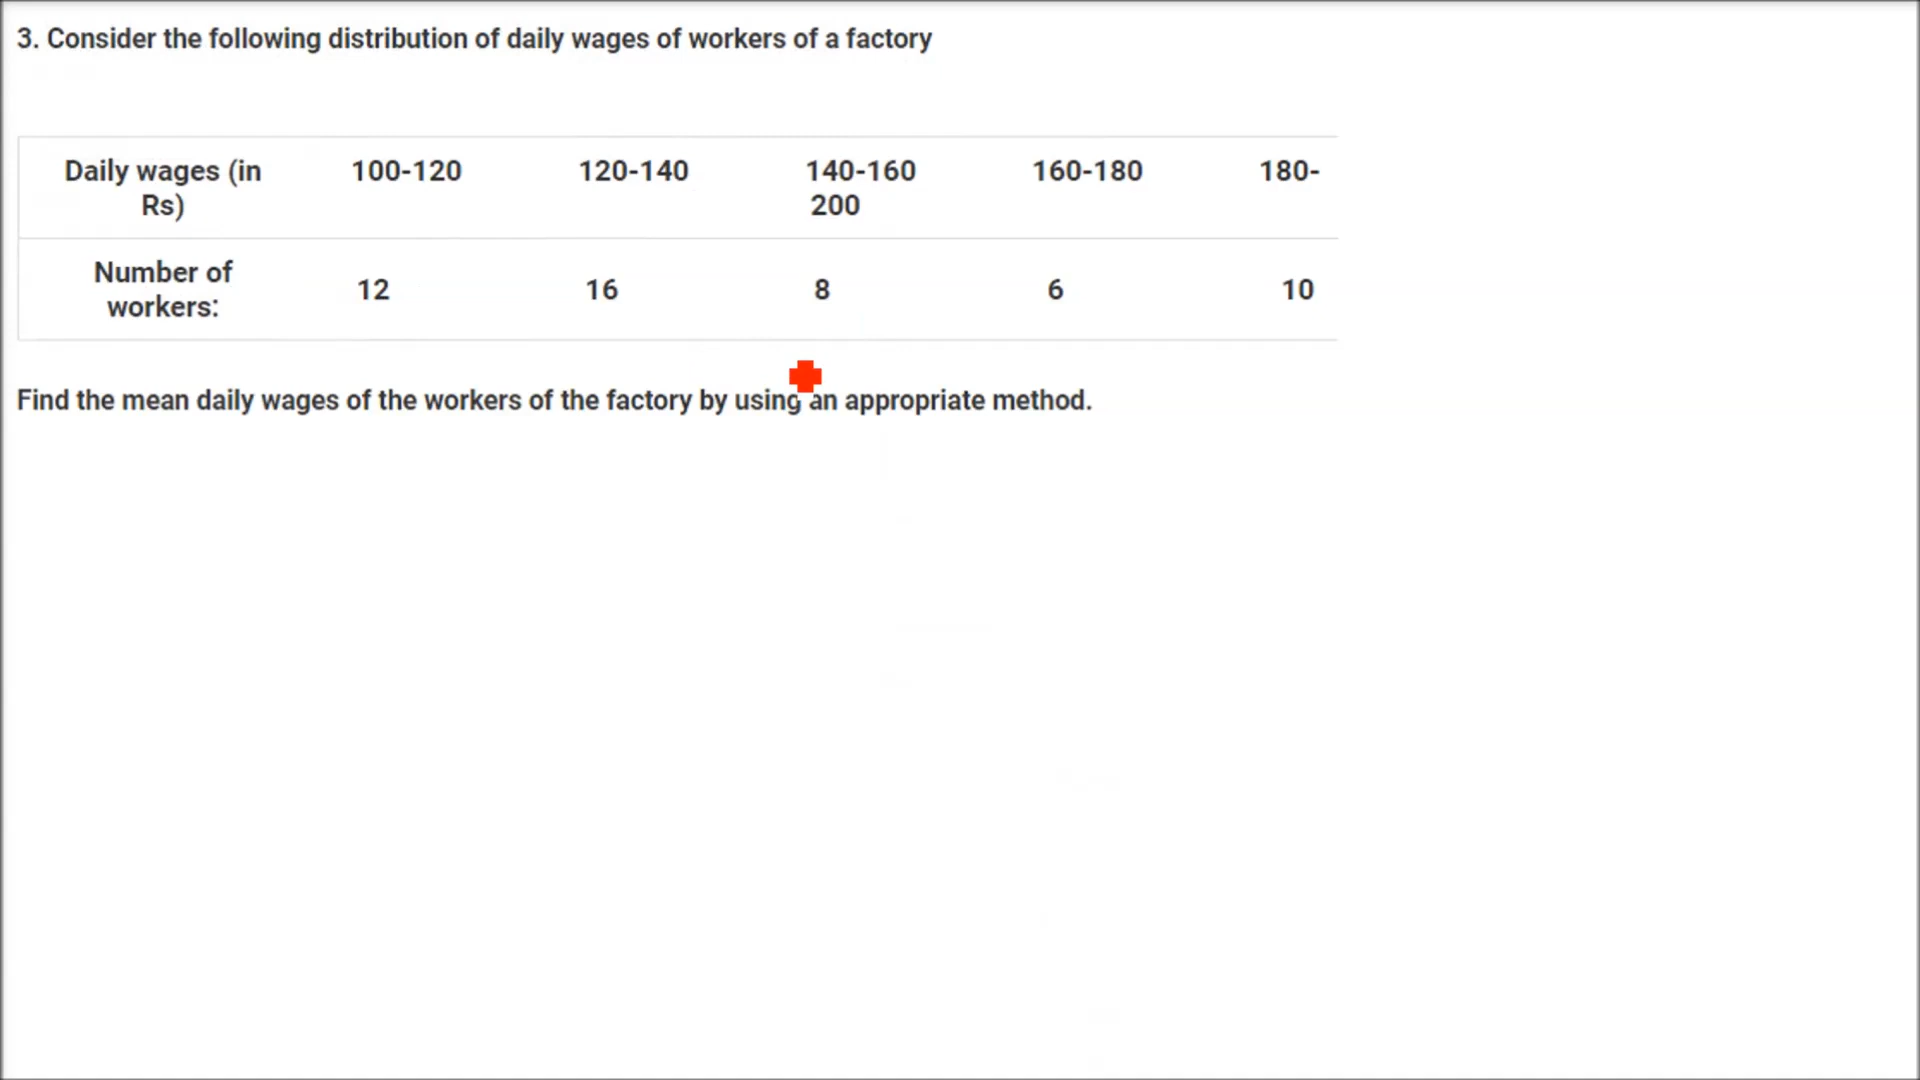 3. Consider the following distribution of daily wages of workers of a factory
Daily wages (in Rs) 100-120 120-140 140-160 160-180 180-
200
Number of workers: 12 16 8 6 10
Find the mean daily wages of the workers of the factory by using an appropriate method.